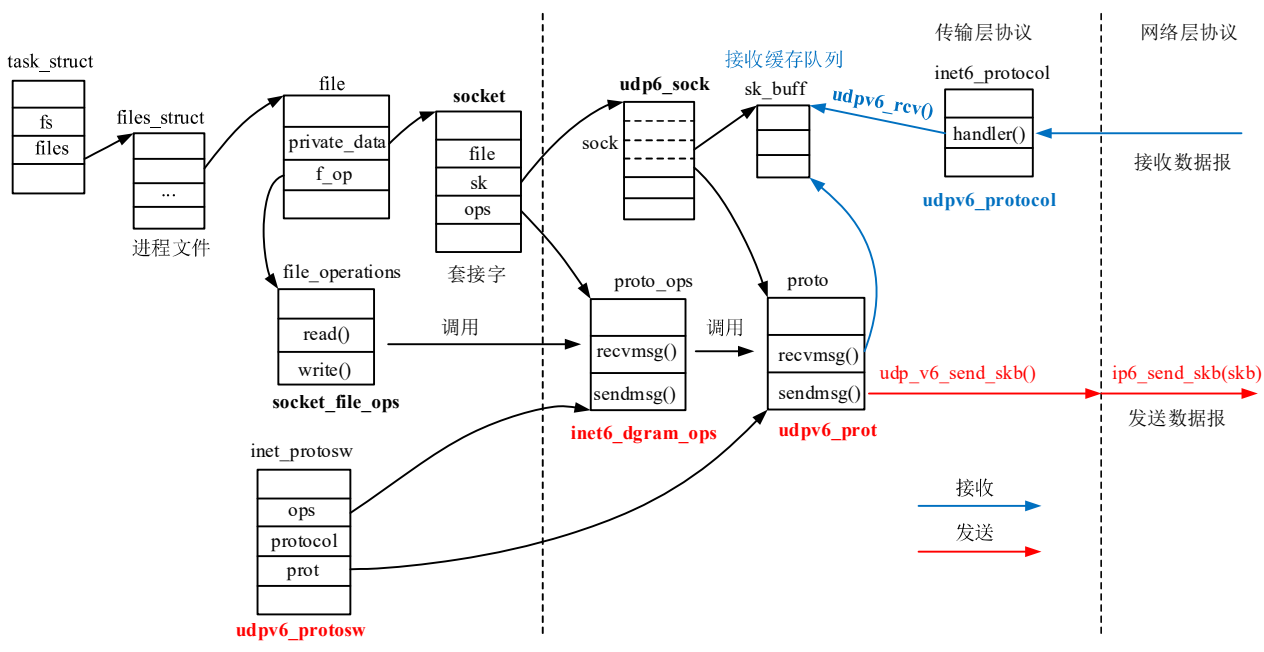 传输层协议
网络层协议
task_struct
fs
files
files_struct
...
进程文件
file
private_data
f_op
socket
file
sk
ops
套接字
udp6_sock
sock
接收缓存队列
sk_buff
udpv6_rcv()
inet6_protocol
handler()
udpv6_protocol
接收数据报
file_operations
read()
write()
socket_file_ops
调用
proto_ops
recvmsg()
sendmsg()
inet6_dgram_ops
调用
proto
recvmsg()
sendmsg()
udpv6_prot
udp_v6_send_skb()
ip6_send_skb(skb)
发送数据报
inet_protosw
ops
protocol
prot
udpv6_protosw
接收
发送